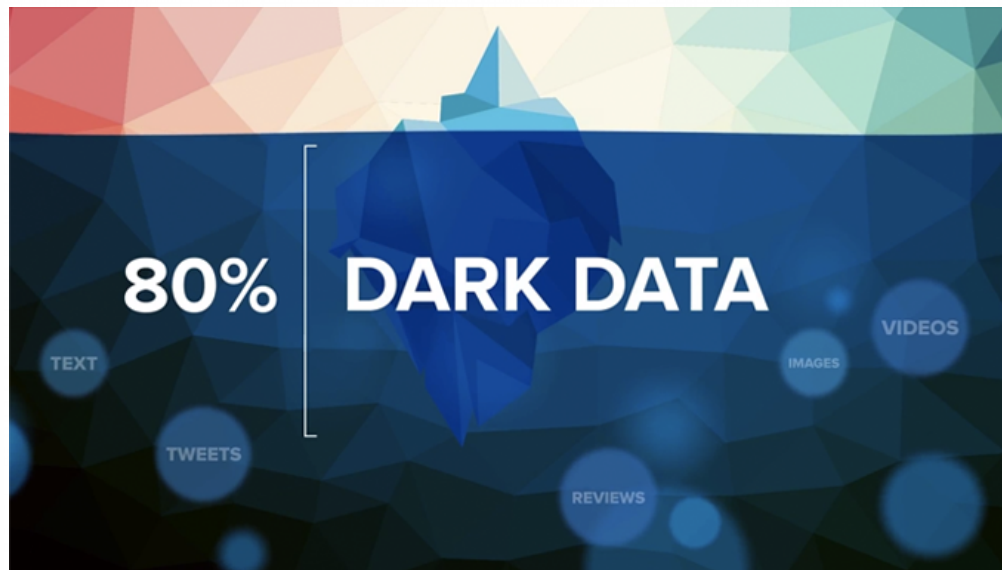 80%
DARK DATA
TEXT
VIDEOS
IMAGES
TWEETS
REVIEWS